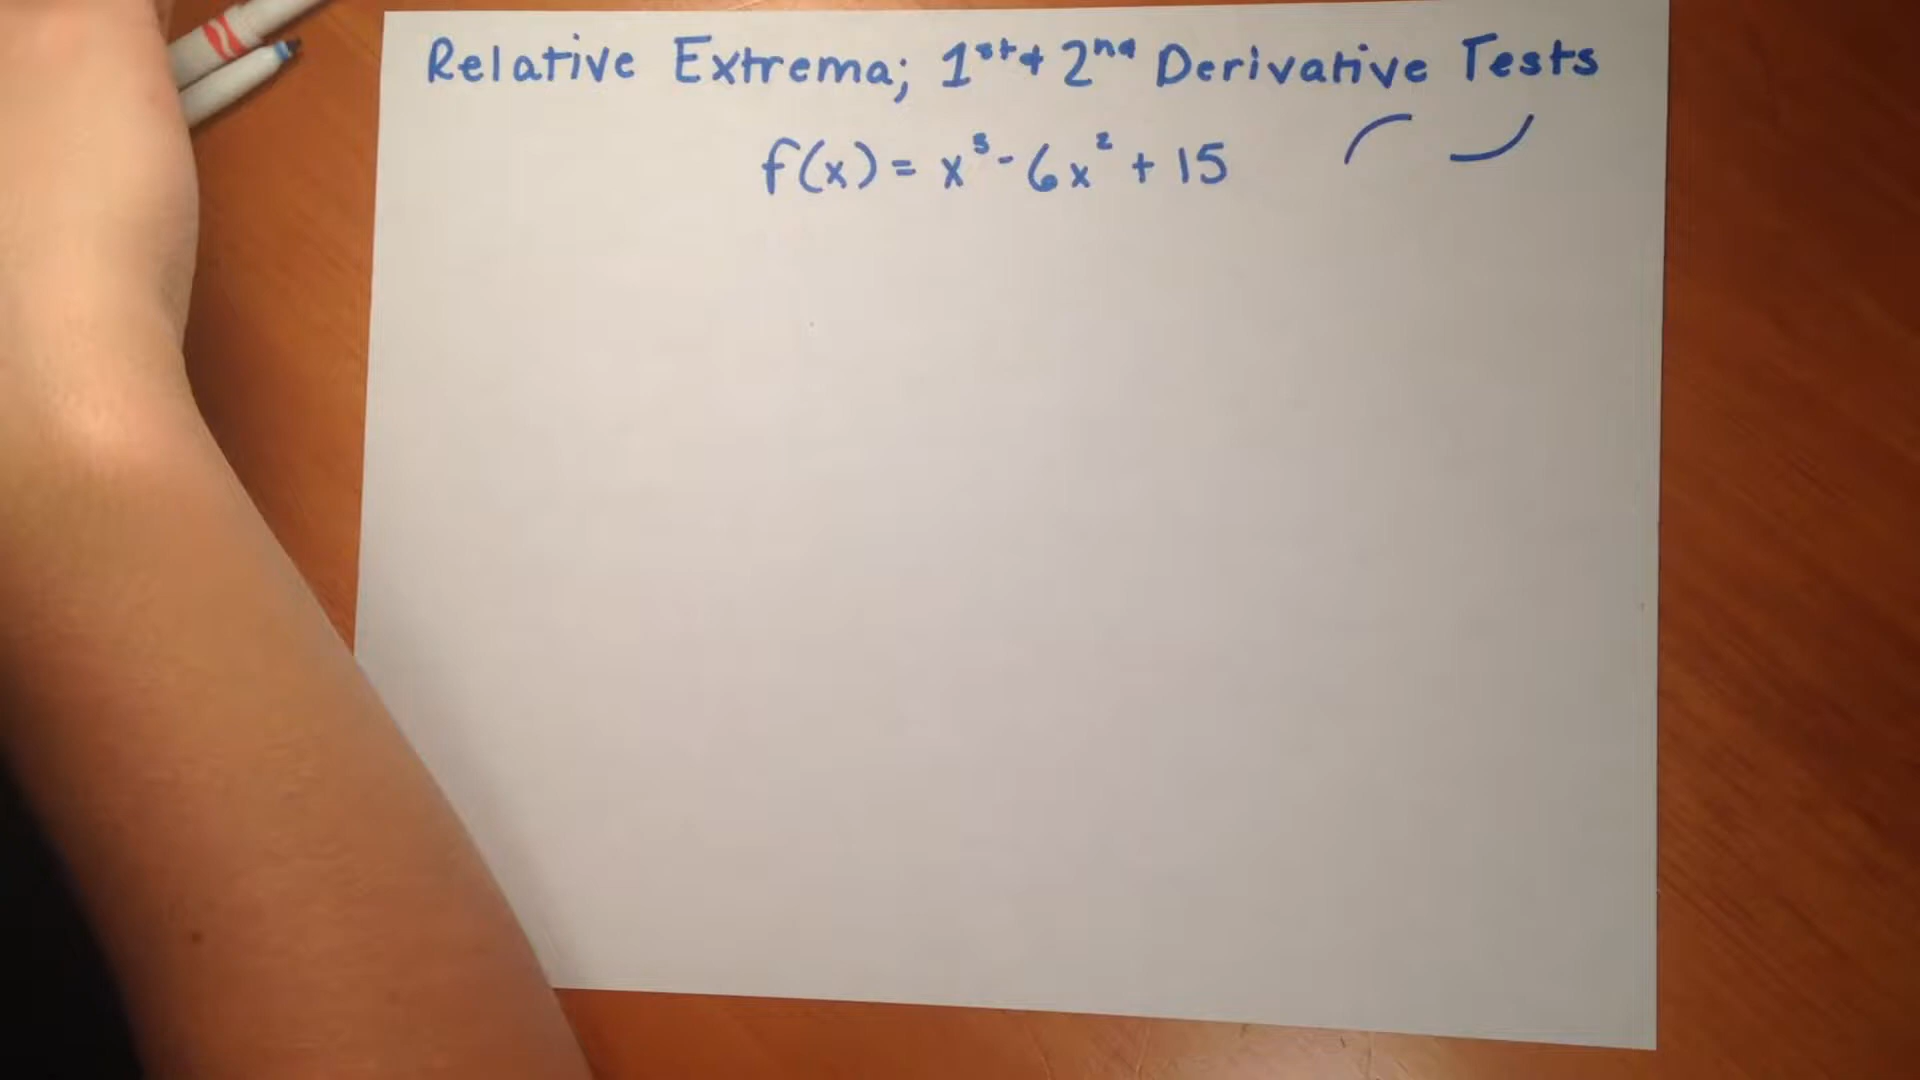 Relative Extrema; 1st + 2nd Derivative Tests
f(x) = x³ - 6x² + 15